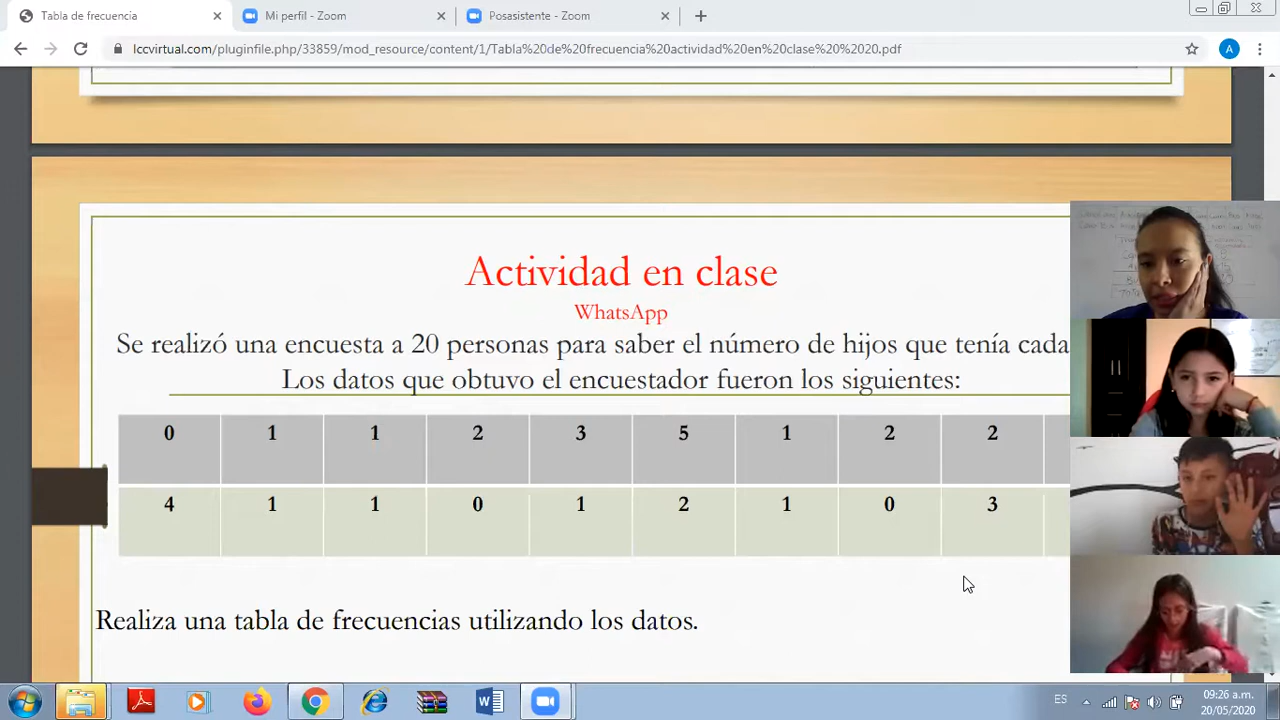 Tabla de frecuencia
Mi perfil - Zoom
Posasistente - Zoom
lccvirtual.com/pluginfile.php/33859/mod_resource/content/1/Tabla%20de%20frecuencia%20actividad%20en%20clase%20%2020.pdf
A
Actividad en clase
WhatsApp
Se realizó una encuesta a 20 personas para saber el número de hijos que tenía cada
Los datos que obtuvo el encuestador fueron los siguientes:
0 1 1 2 3 5 1 2 2
4 1 1 0 1 2 1 0 3
Realiza una tabla de frecuencias utilizando los datos.
ES
09:26 a.m.
20/05/2020